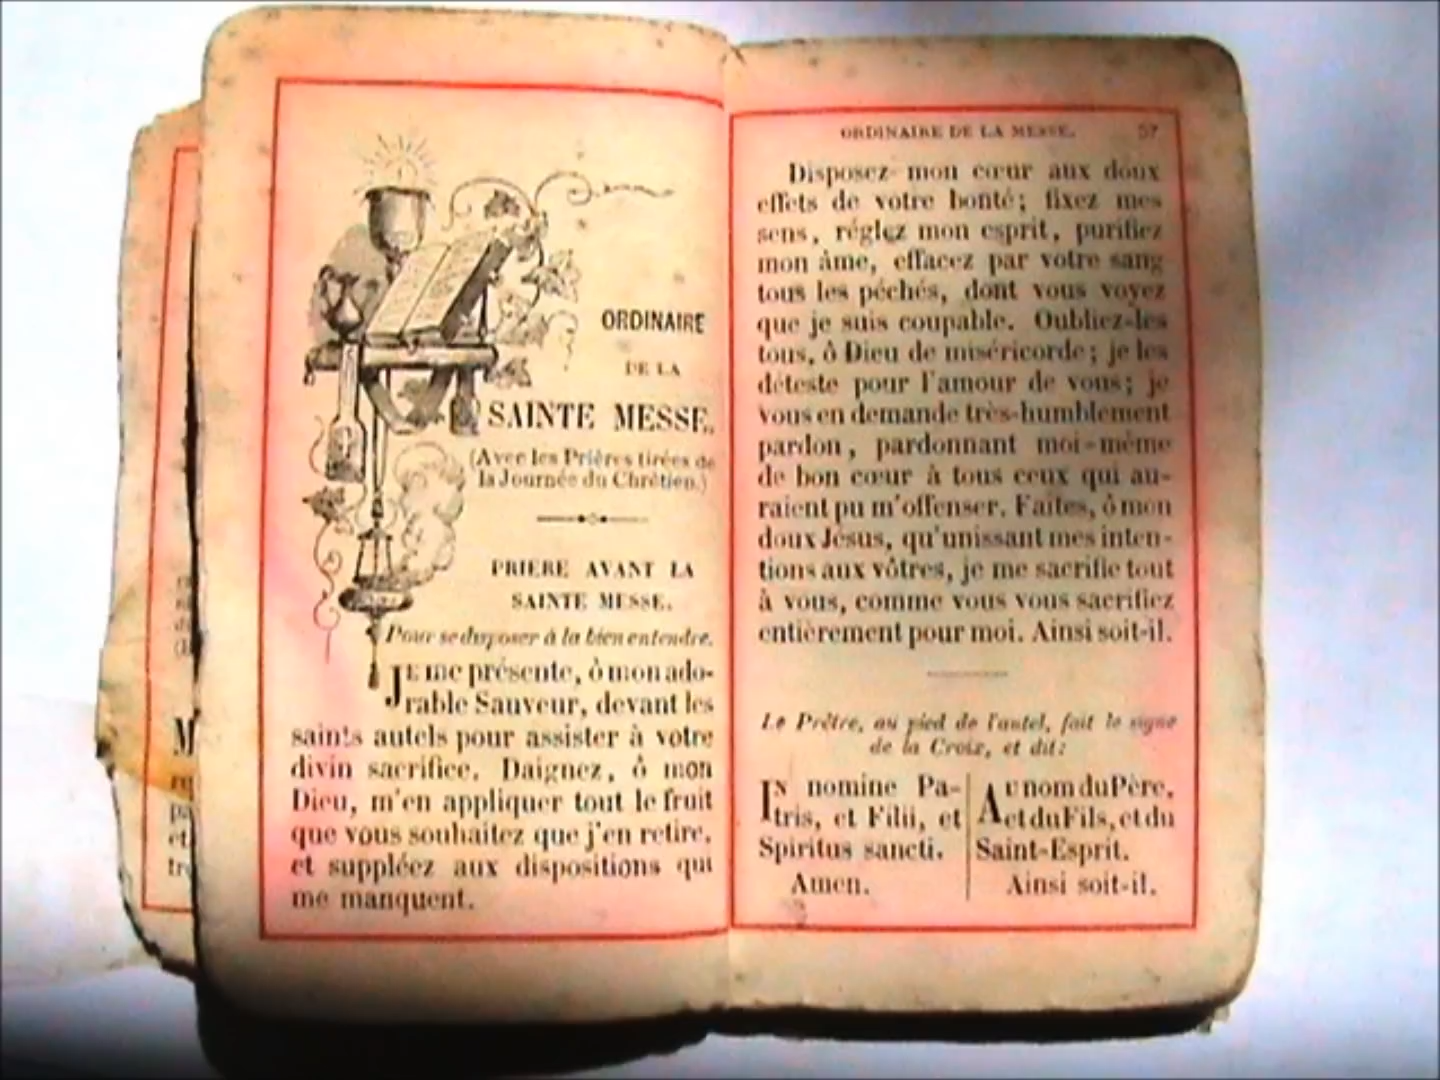 ORDINAIRE
DE LA
SAINTE MESSE.
(Avec les Prières tirées de
la Journée du Chrétien.)
PRIÈRE AVANT LA
SAINTE MESSE.
Pour se disposer à la bien entendre.
JE me présente, ô mon ado-
rable Sauveur, devant les
saints autels pour assister à votre
divin sacrifice. Daignez, ô mon
Dieu, m'en appliquer tout le fruit
que vous souhaitez que j'en retire,
et suppléez aux dispositions qui
me manquent.
ORDINAIRE DE LA MESSE. 57
Disposez mon cœur aux doux
effets de votre bonté; fixez mes
sens, réglez mon esprit, purifiez
mon âme, effacez par votre sang
tous les péchés, dont vous voyez
que je suis coupable. Oubliez-les
tous, ô Dieu de miséricorde; je les
déteste pour l'amour de vous; je
vous en demande très-humblement
pardon, pardonnant moi-même
de bon cœur à tous ceux qui au-
raient pu m'offenser. Faites, ô mon
doux Jésus, qu'unissant mes inten-
tions aux vôtres, je me sacrifie tout
à vous, comme vous vous sacrifiez
entièrement pour moi. Ainsi soit-il.
Le Prêtre, au pied de l'autel, fait le signe
de la Croix, et dit:
IN nomine Pa-
tris, et Filii, et
Spiritus sancti.
Amen.
AU nom du Père,
et du Fils, et du
Saint-Esprit.
Ainsi soit-il.